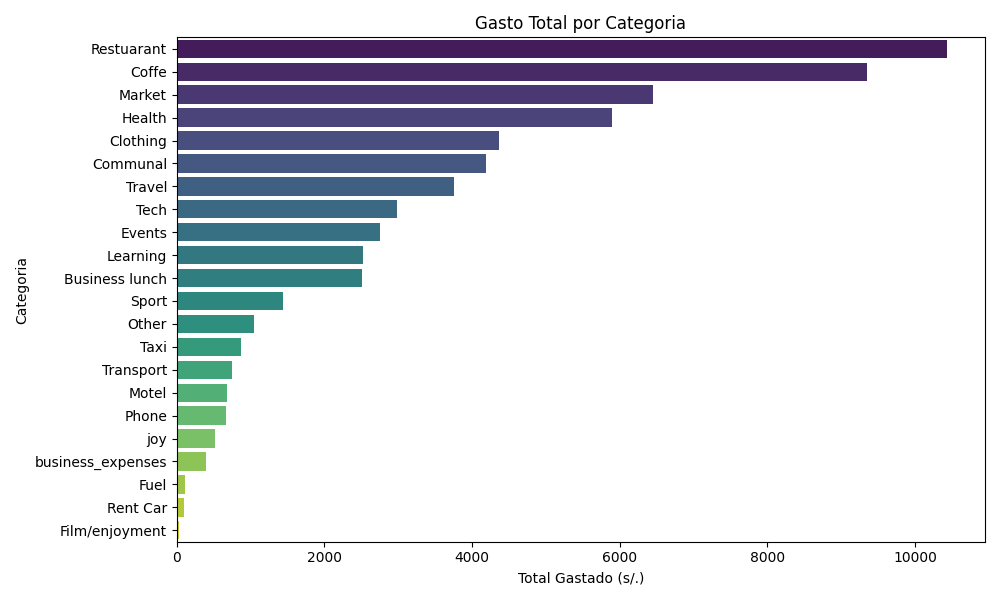 Gasto Total por Categoria
Restuarant
Coffe
Market
Health
Clothing
Communal
Travel
Tech
Events
Learning
Business lunch
Sport
Other
Taxi
Transport
Motel
Phone
joy
business_expenses
Fuel
Rent Car
Film/enjoyment
Categoria
0 2000 4000 6000 8000 10000
Total Gastado (s/.)